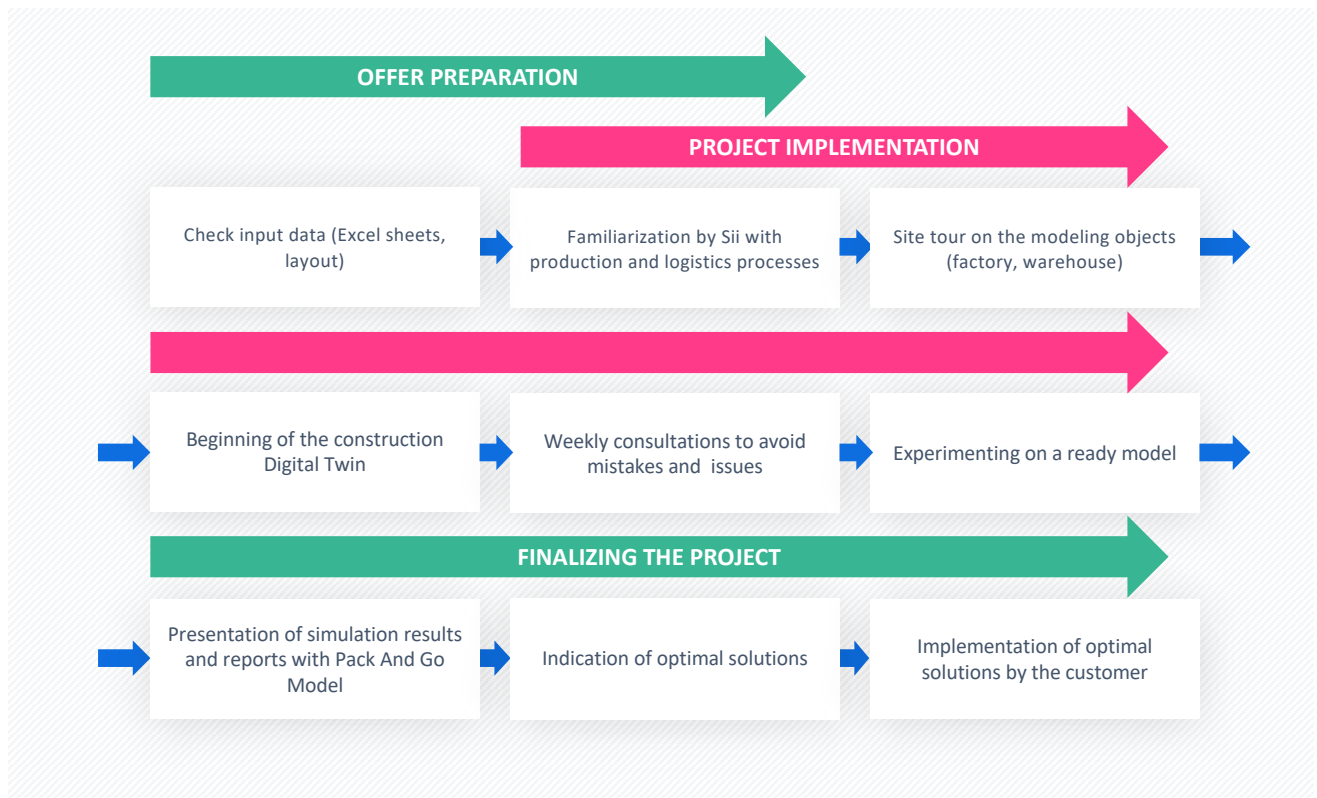 OFFER PREPARATION
PROJECT IMPLEMENTATION
Check input data (Excel sheets,
layout)
Familiarization by Sii with
production and logistics processes
Site tour on the modeling objects
(factory, warehouse)
Beginning of the construction
Digital Twin
Weekly consultations to avoid
mistakes and  issues
Experimenting on a ready model
FINALIZING THE PROJECT
Presentation of simulation results
and reports with Pack And Go
Model
Indication of optimal solutions
Implementation of optimal
solutions by the customer